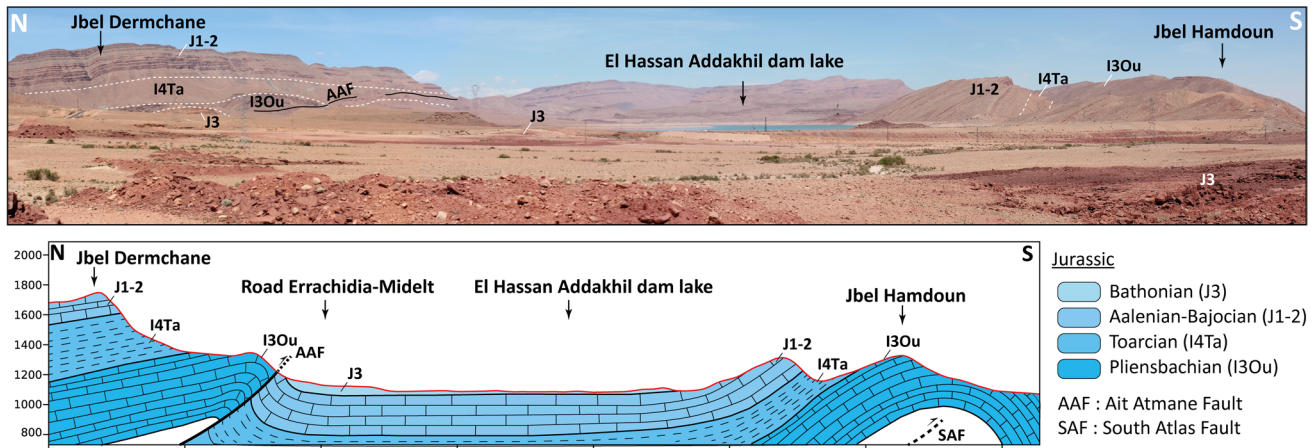 N
S
Jbel Dermchane
J1-2
Jbel Hamdoun
El Hassan Addakhil dam lake
I4Ta
I3Ou
J1-2
I4Ta
I3Ou
AAF
J3
J3
J3
N
S
Jbel Dermchane
Road Errachidia-Midelt
El Hassan Addakhil dam lake
Jbel Hamdoun
2000
1800
1600
1400
1200
1000
800
J1-2
I4Ta
I3Ou
AAF
J3
J1-2
I4Ta
I3Ou
SAF
Jurassic
Bathonian (J3)
Aalenian-Bajocian (J1-2)
Toarcian (I4Ta)
Pliensbachian (I3Ou)
AAF : Ait Atmane Fault
SAF : South Atlas Fault